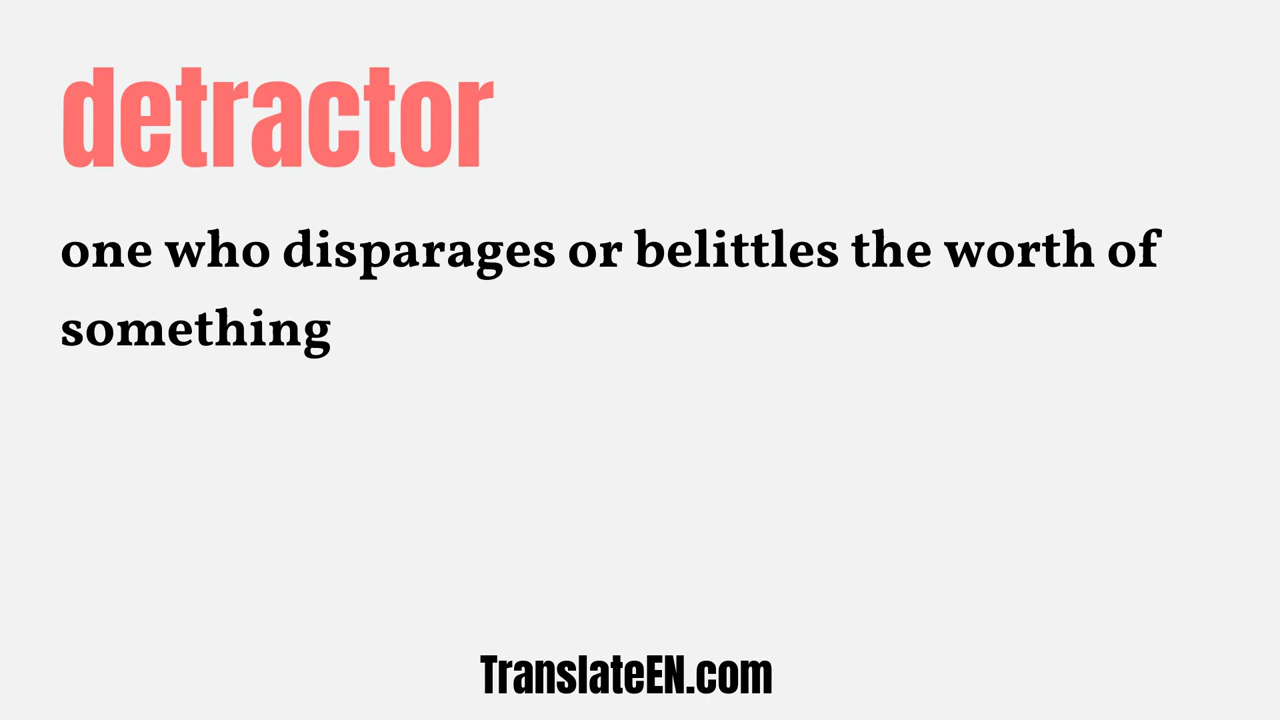 detractor
one who disparages or belittles the worth of
something
TranslateEN.com